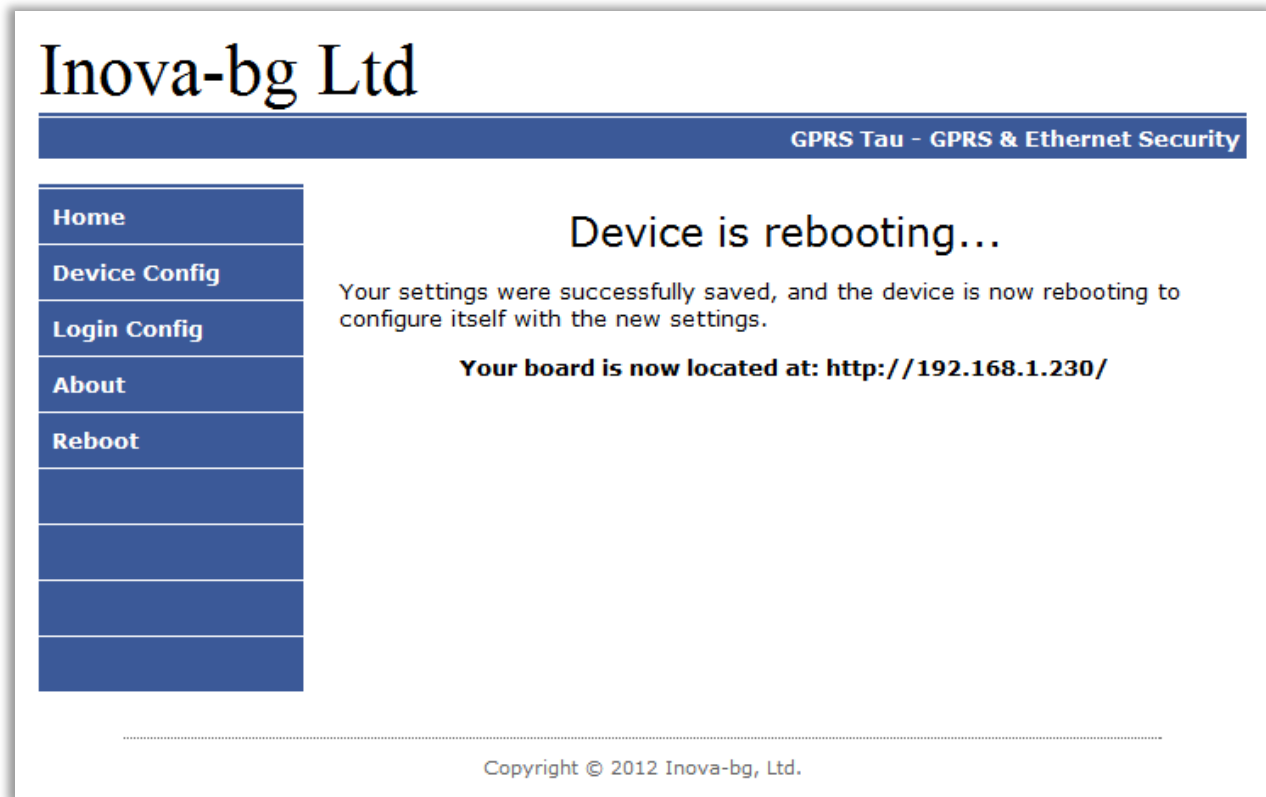 Inova-bg Ltd
GPRS Tau - GPRS & Ethernet Security
Home
Device Config
Login Config
About
Reboot
Device is rebooting...
Your settings were successfully saved, and the device is now rebooting to
configure itself with the new settings.
Your board is now located at: http://192.168.1.230/
Copyright © 2012 Inova-bg, Ltd.